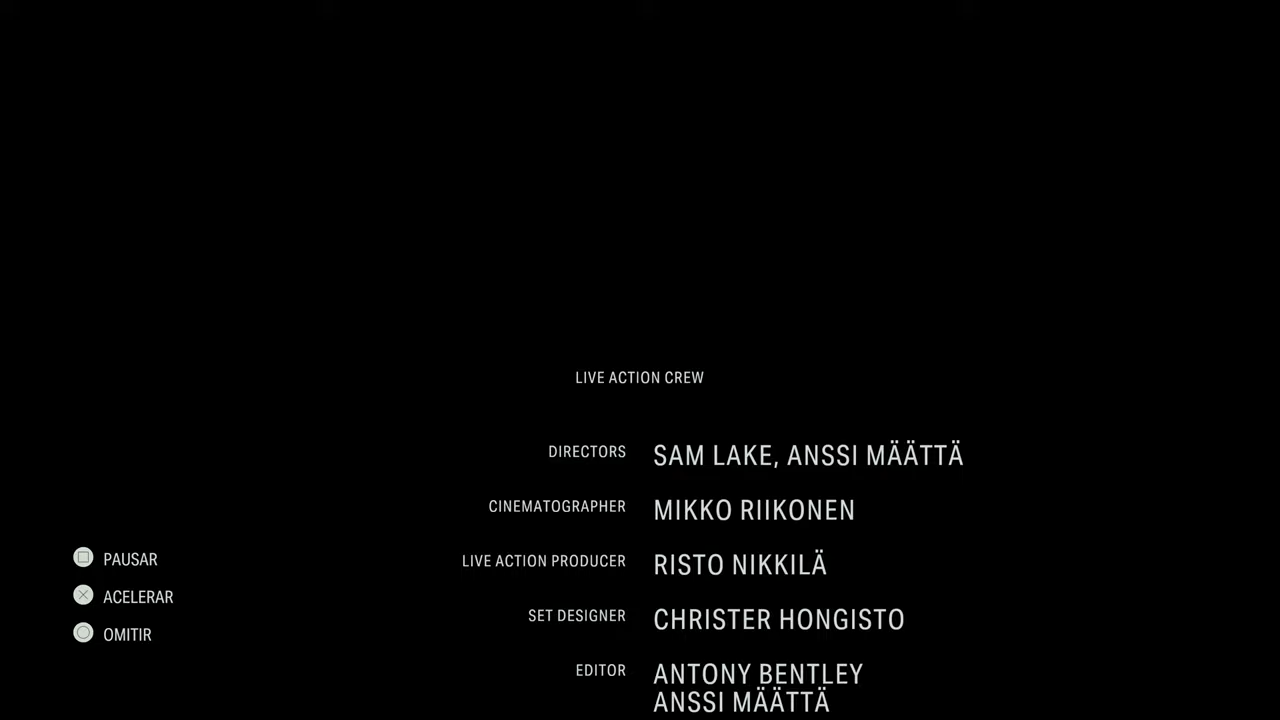 LIVE ACTION CREW
DIRECTORS SAM LAKE, ANSSI MÄÄTTÄ
CINEMATOGRAPHER MIKKO RIIKONEN
LIVE ACTION PRODUCER RISTO NIKKILÄ
SET DESIGNER CHRISTER HONGISTO
EDITOR ANTONY BENTLEY
ANSSI MÄÄTTÄ
PAUSAR
ACELERAR
OMITIR